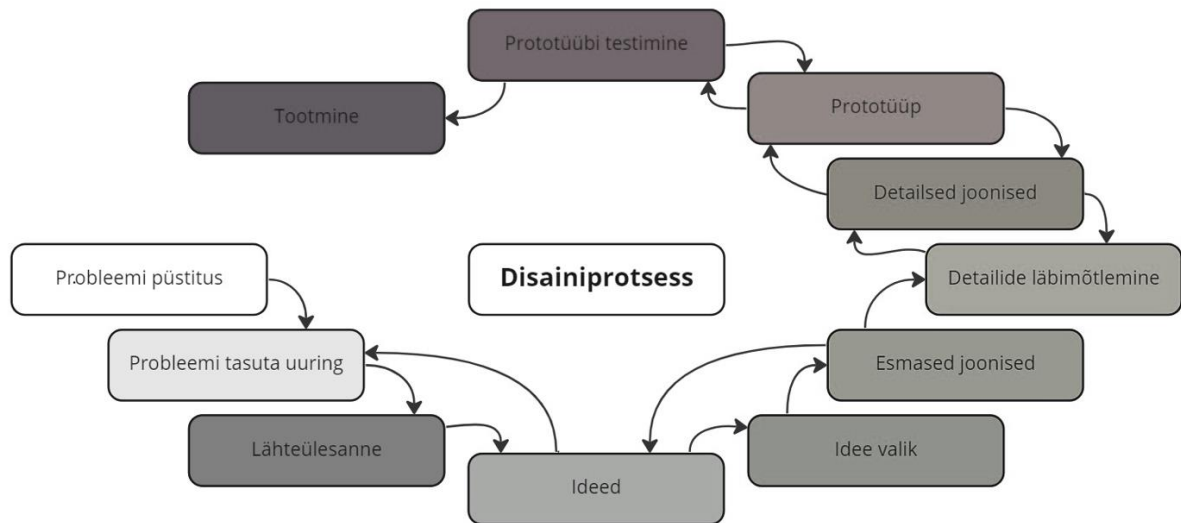 Prototüübi testimine
Tootmine
Prototüüp
Detailsed joonised
Probleemi püstitus
Disainiprotsess
Detailide läbimõtlemine
Probleemi tasuta uuring
Esmased joonised
Lähteülesanne
Idee valik
Ideed